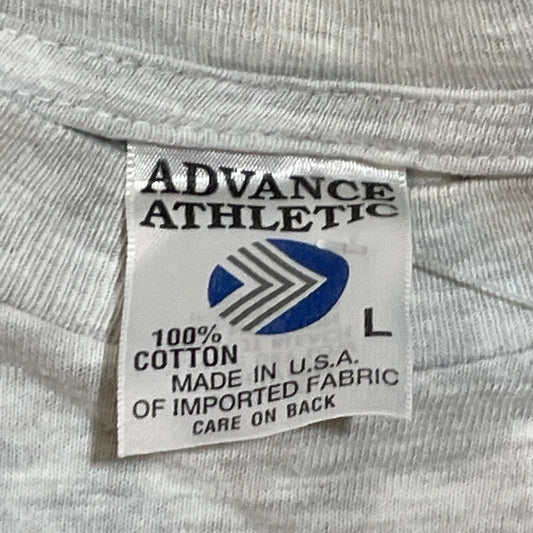 ADVANCE
ATHLETIC
L
100%
COTTON
MADE IN U.S.A.
OF IMPORTED FABRIC
CARE ON BACK